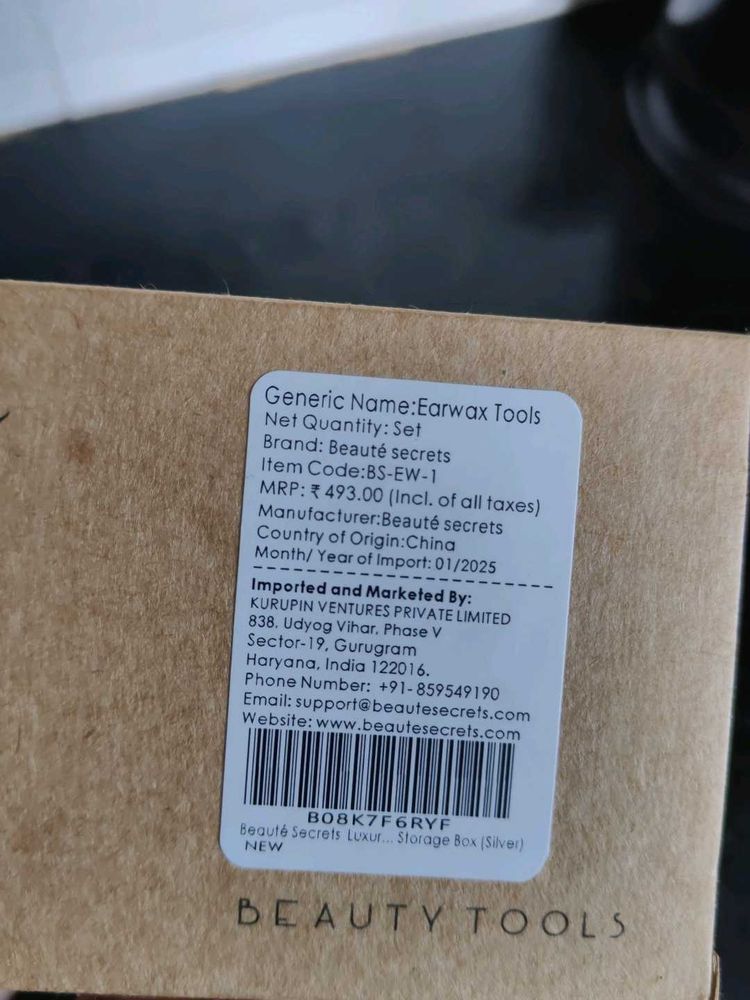 Generic Name:Earwax Tools
Net Quantity: Set
Brand: Beauté secrets
Item Code:BS-EW-1
MRP: ₹ 493.00 (Incl. of all taxes)
Manufacturer:Beauté secrets
Country of Origin:China
Month/ Year of Import: 01/2025
Imported and Marketed By:
KURUPIN VENTURES PRIVATE LIMITED
838, Udyog Vihar, Phase V
Sector-19, Gurugram
Haryana, India 122016.
Phone Number: +91- 859549190
Email: support@beautesecrets.com
Website: www.beautesecrets.com
B08K7F6RYF
Beauté Secrets Luxur... Storage Box (Silver)
NEW
BEAUTY TOOLS